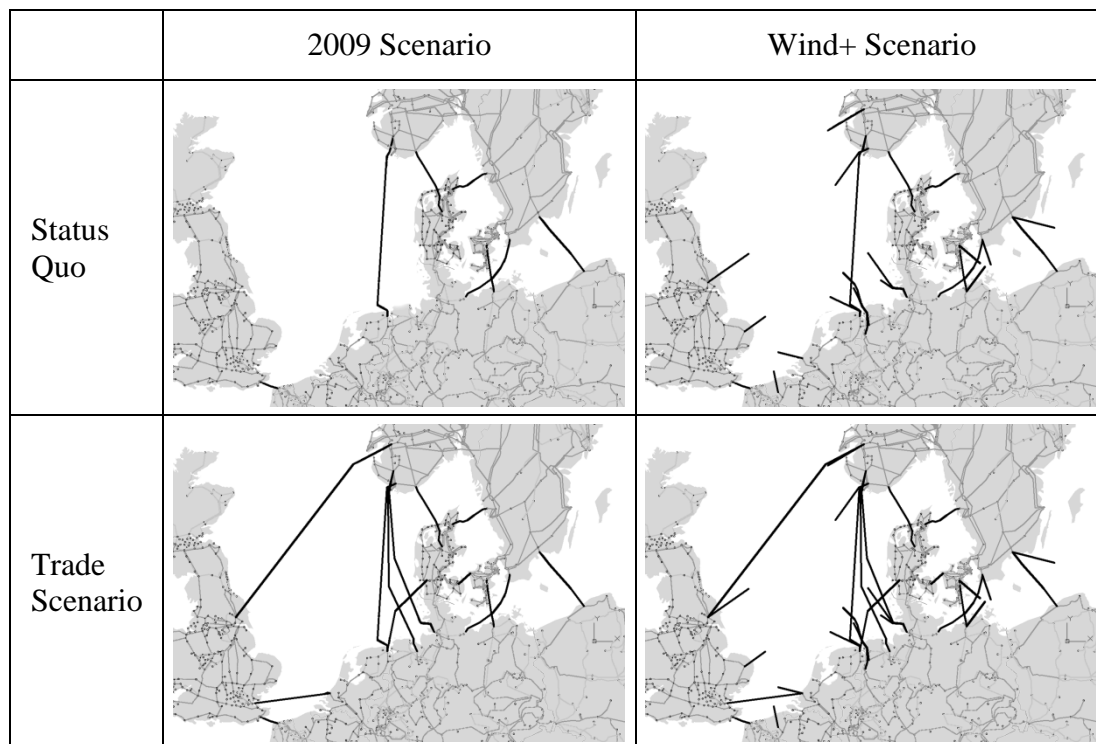 2009 Scenario
Wind+ Scenario
Status
Quo
Trade
Scenario